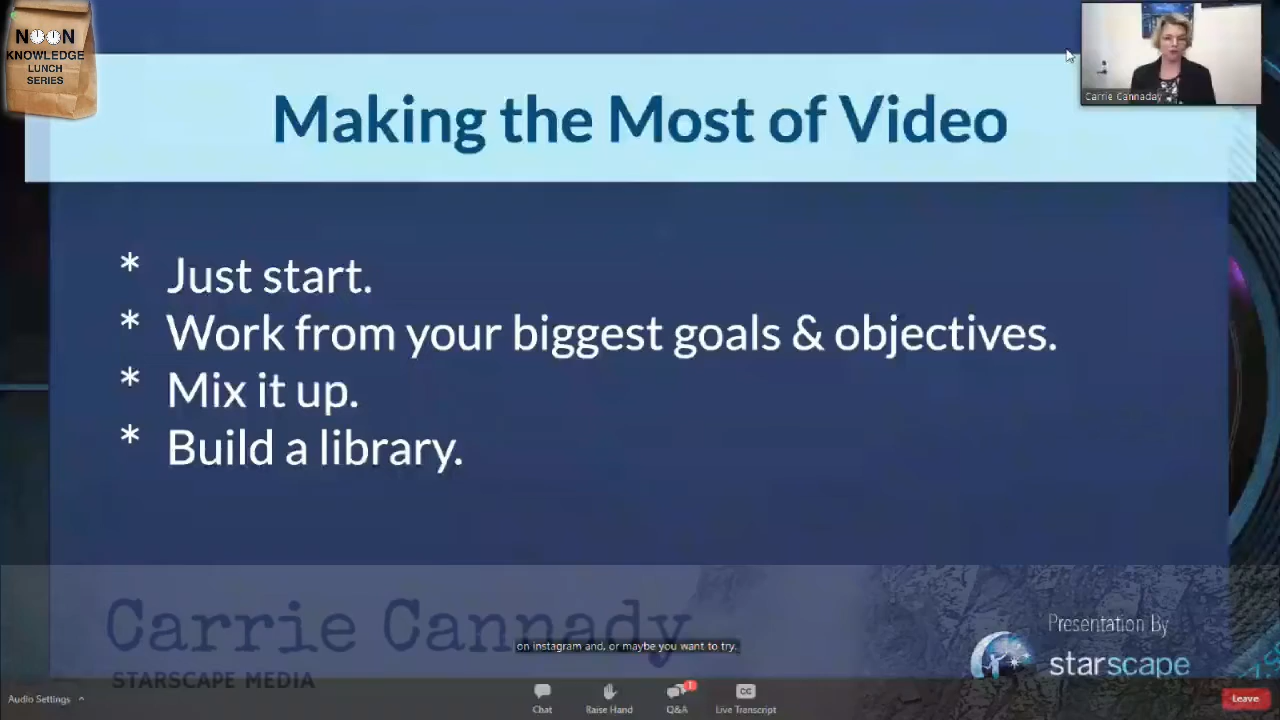 NOON
KNOWLEDGE
LUNCH
SERIES
Carrie Cannaday
Making the Most of Video
* Just start.
* Work from your biggest goals & objectives.
* Mix it up.
* Build a library.
Carrie Cannady
STARSCAPE MEDIA
on instagram and, or maybe you want to try.
Presentation By
starscape
Audio Settings
Chat
Raise Hand
1
Q&A
CC
Live Transcript
Leave